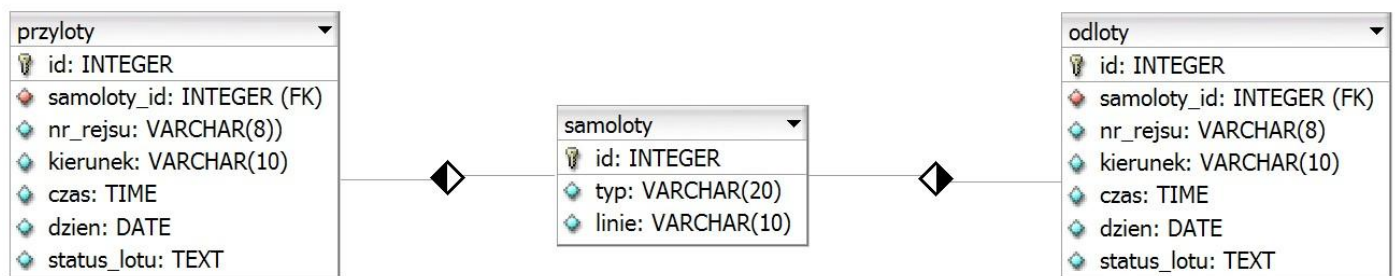 przyloty
id: INTEGER
samoloty_id: INTEGER (FK)
nr_rejsu: VARCHAR(8))
kierunek: VARCHAR(10)
czas: TIME
dzien: DATE
status_lotu: TEXT
samoloty
id: INTEGER
typ: VARCHAR(20)
linie: VARCHAR(10)
odloty
id: INTEGER
samoloty_id: INTEGER (FK)
nr_rejsu: VARCHAR(8)
kierunek: VARCHAR(10)
czas: TIME
dzien: DATE
status_lotu: TEXT